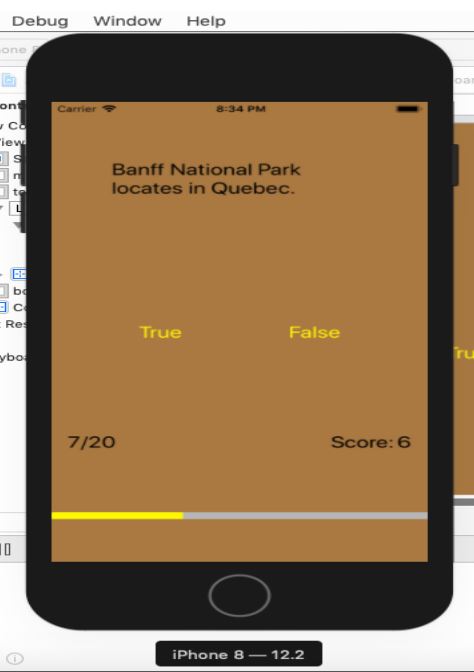 Debug Window Help
Carrier 8:34 PM
Banff National Park
locates in Quebec.
True False
7/20 Score: 6
iPhone 8 — 12.2